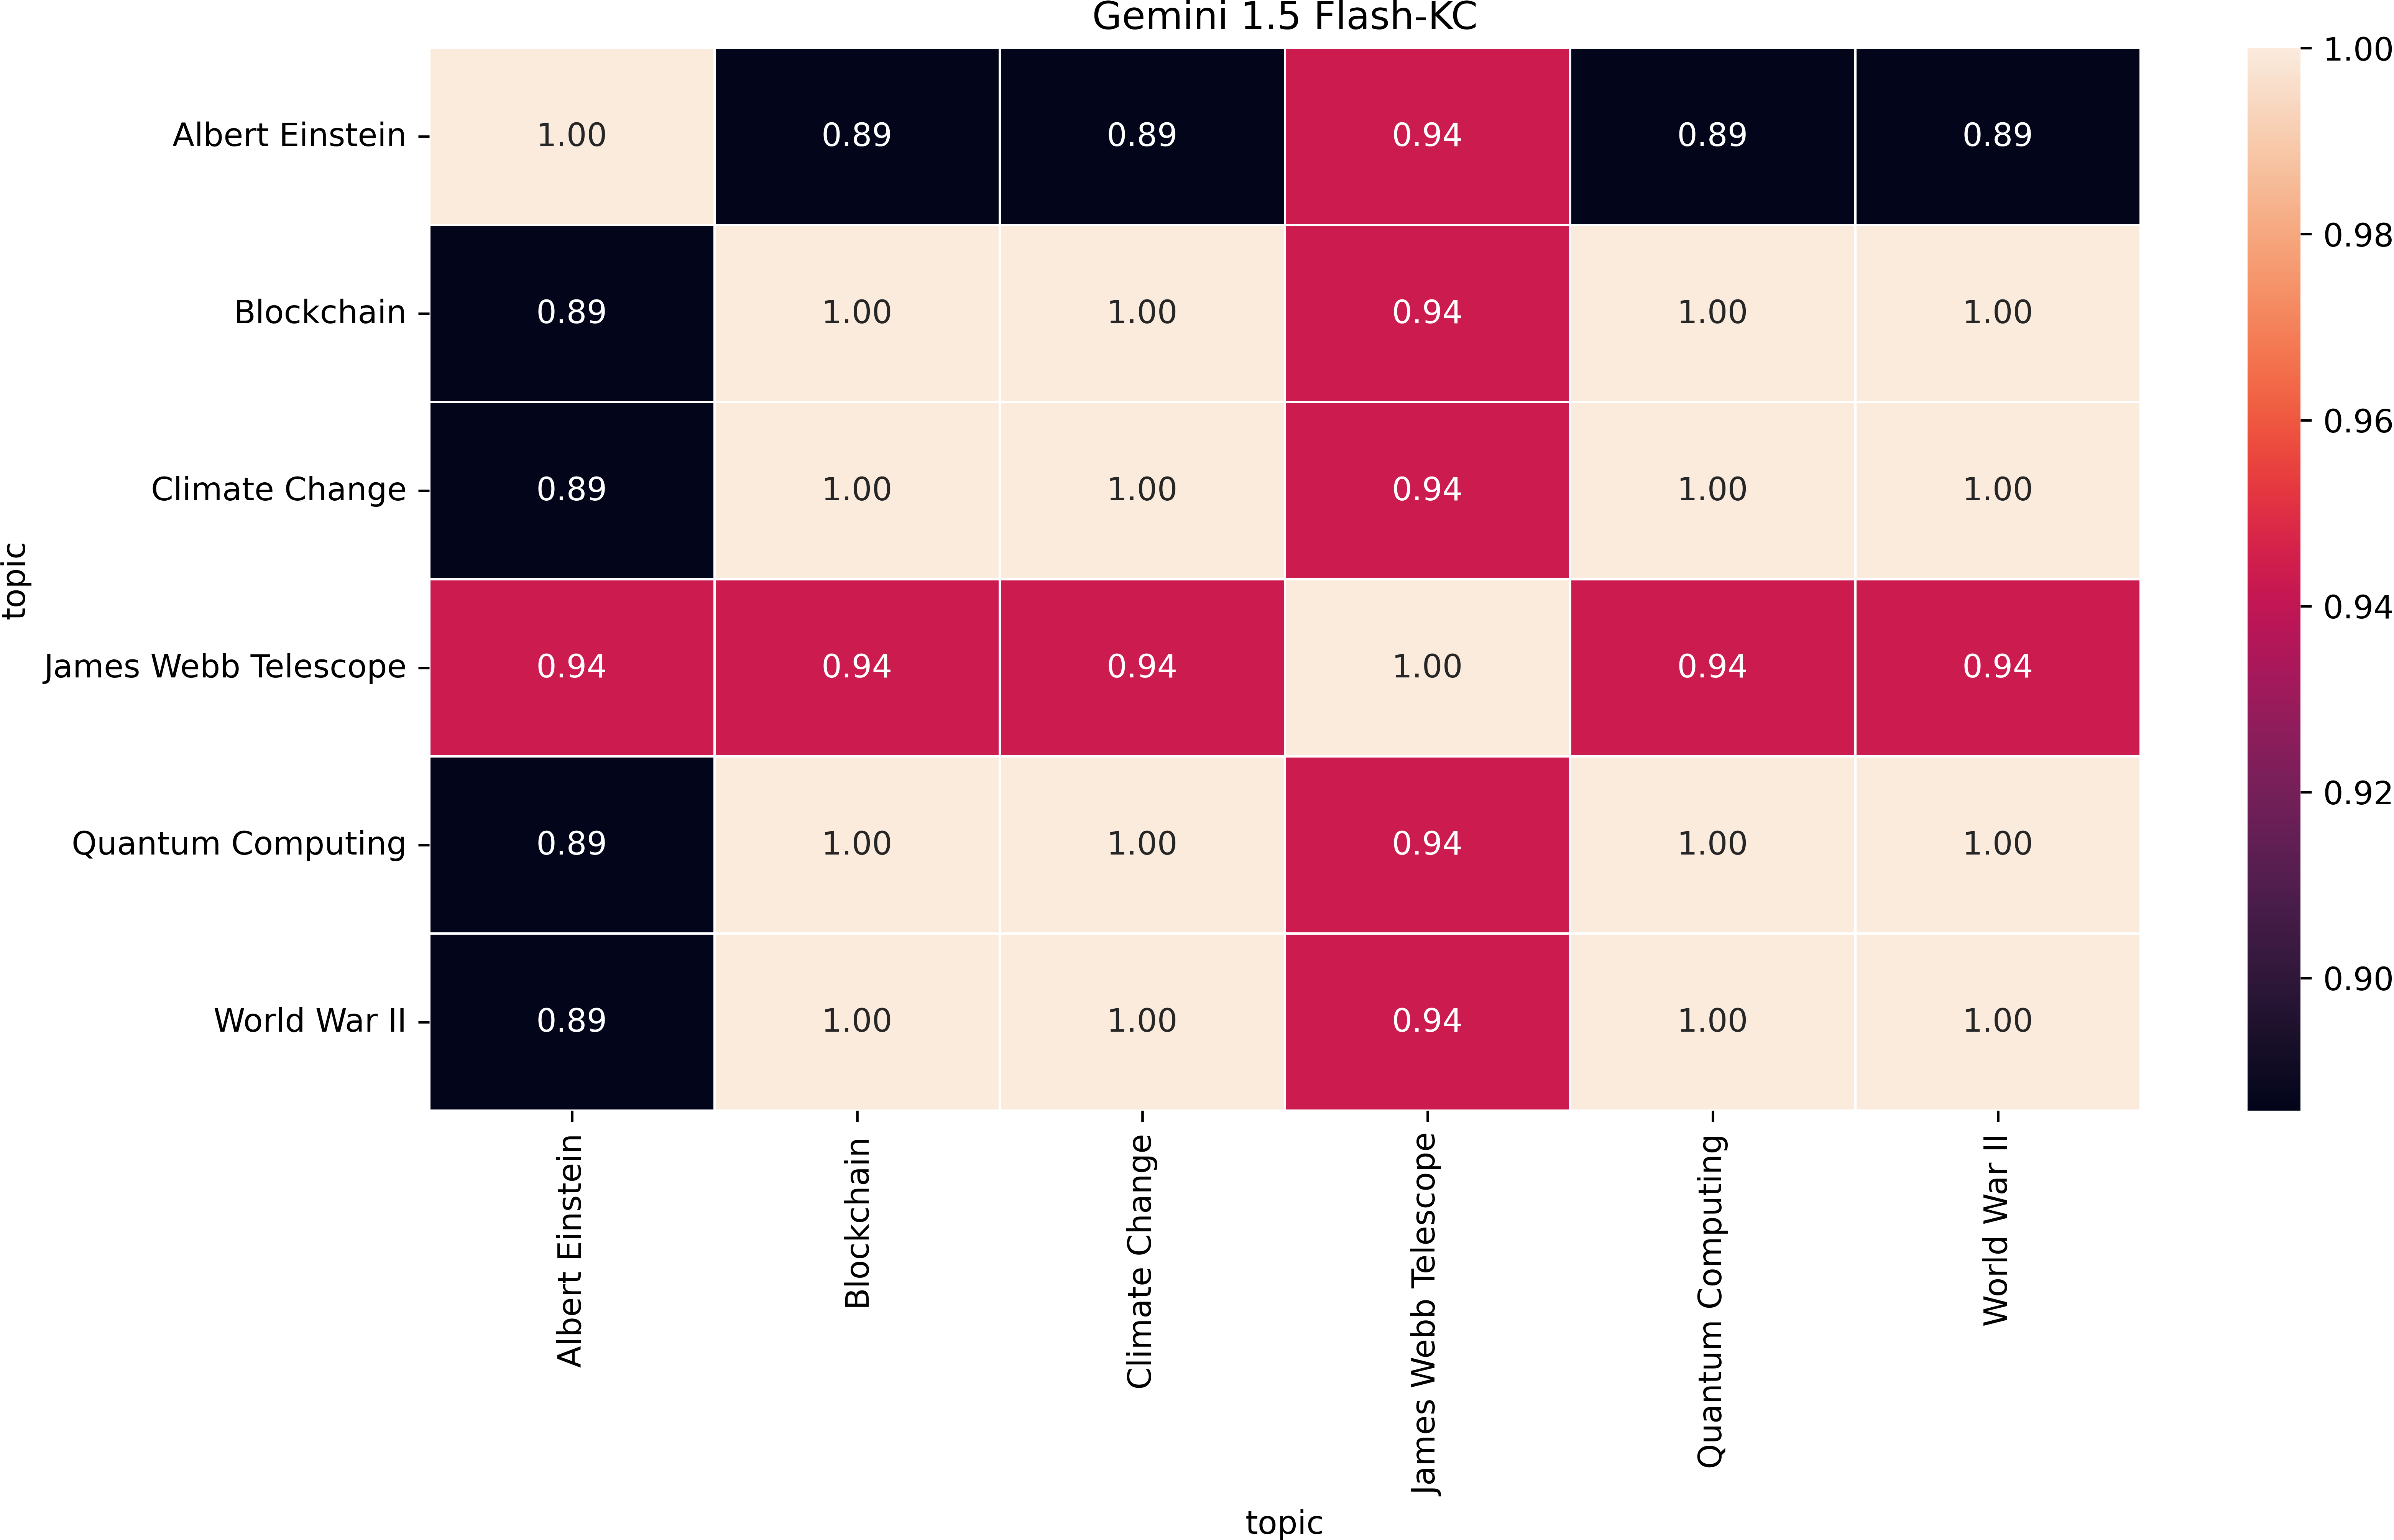 Gemini 1.5 Flash-KC
Albert Einstein 1.00 0.89 0.89 0.94 0.89 0.89
Blockchain 0.89 1.00 1.00 0.94 1.00 1.00
Climate Change 0.89 1.00 1.00 0.94 1.00 1.00
James Webb Telescope 0.94 0.94 0.94 1.00 0.94 0.94
Quantum Computing 0.89 1.00 1.00 0.94 1.00 1.00
World War II 0.89 1.00 1.00 0.94 1.00 1.00
topic
Albert Einstein
Blockchain
Climate Change
James Webb Telescope
Quantum Computing
World War II
topic
1.00
0.98
0.96
0.94
0.92
0.90